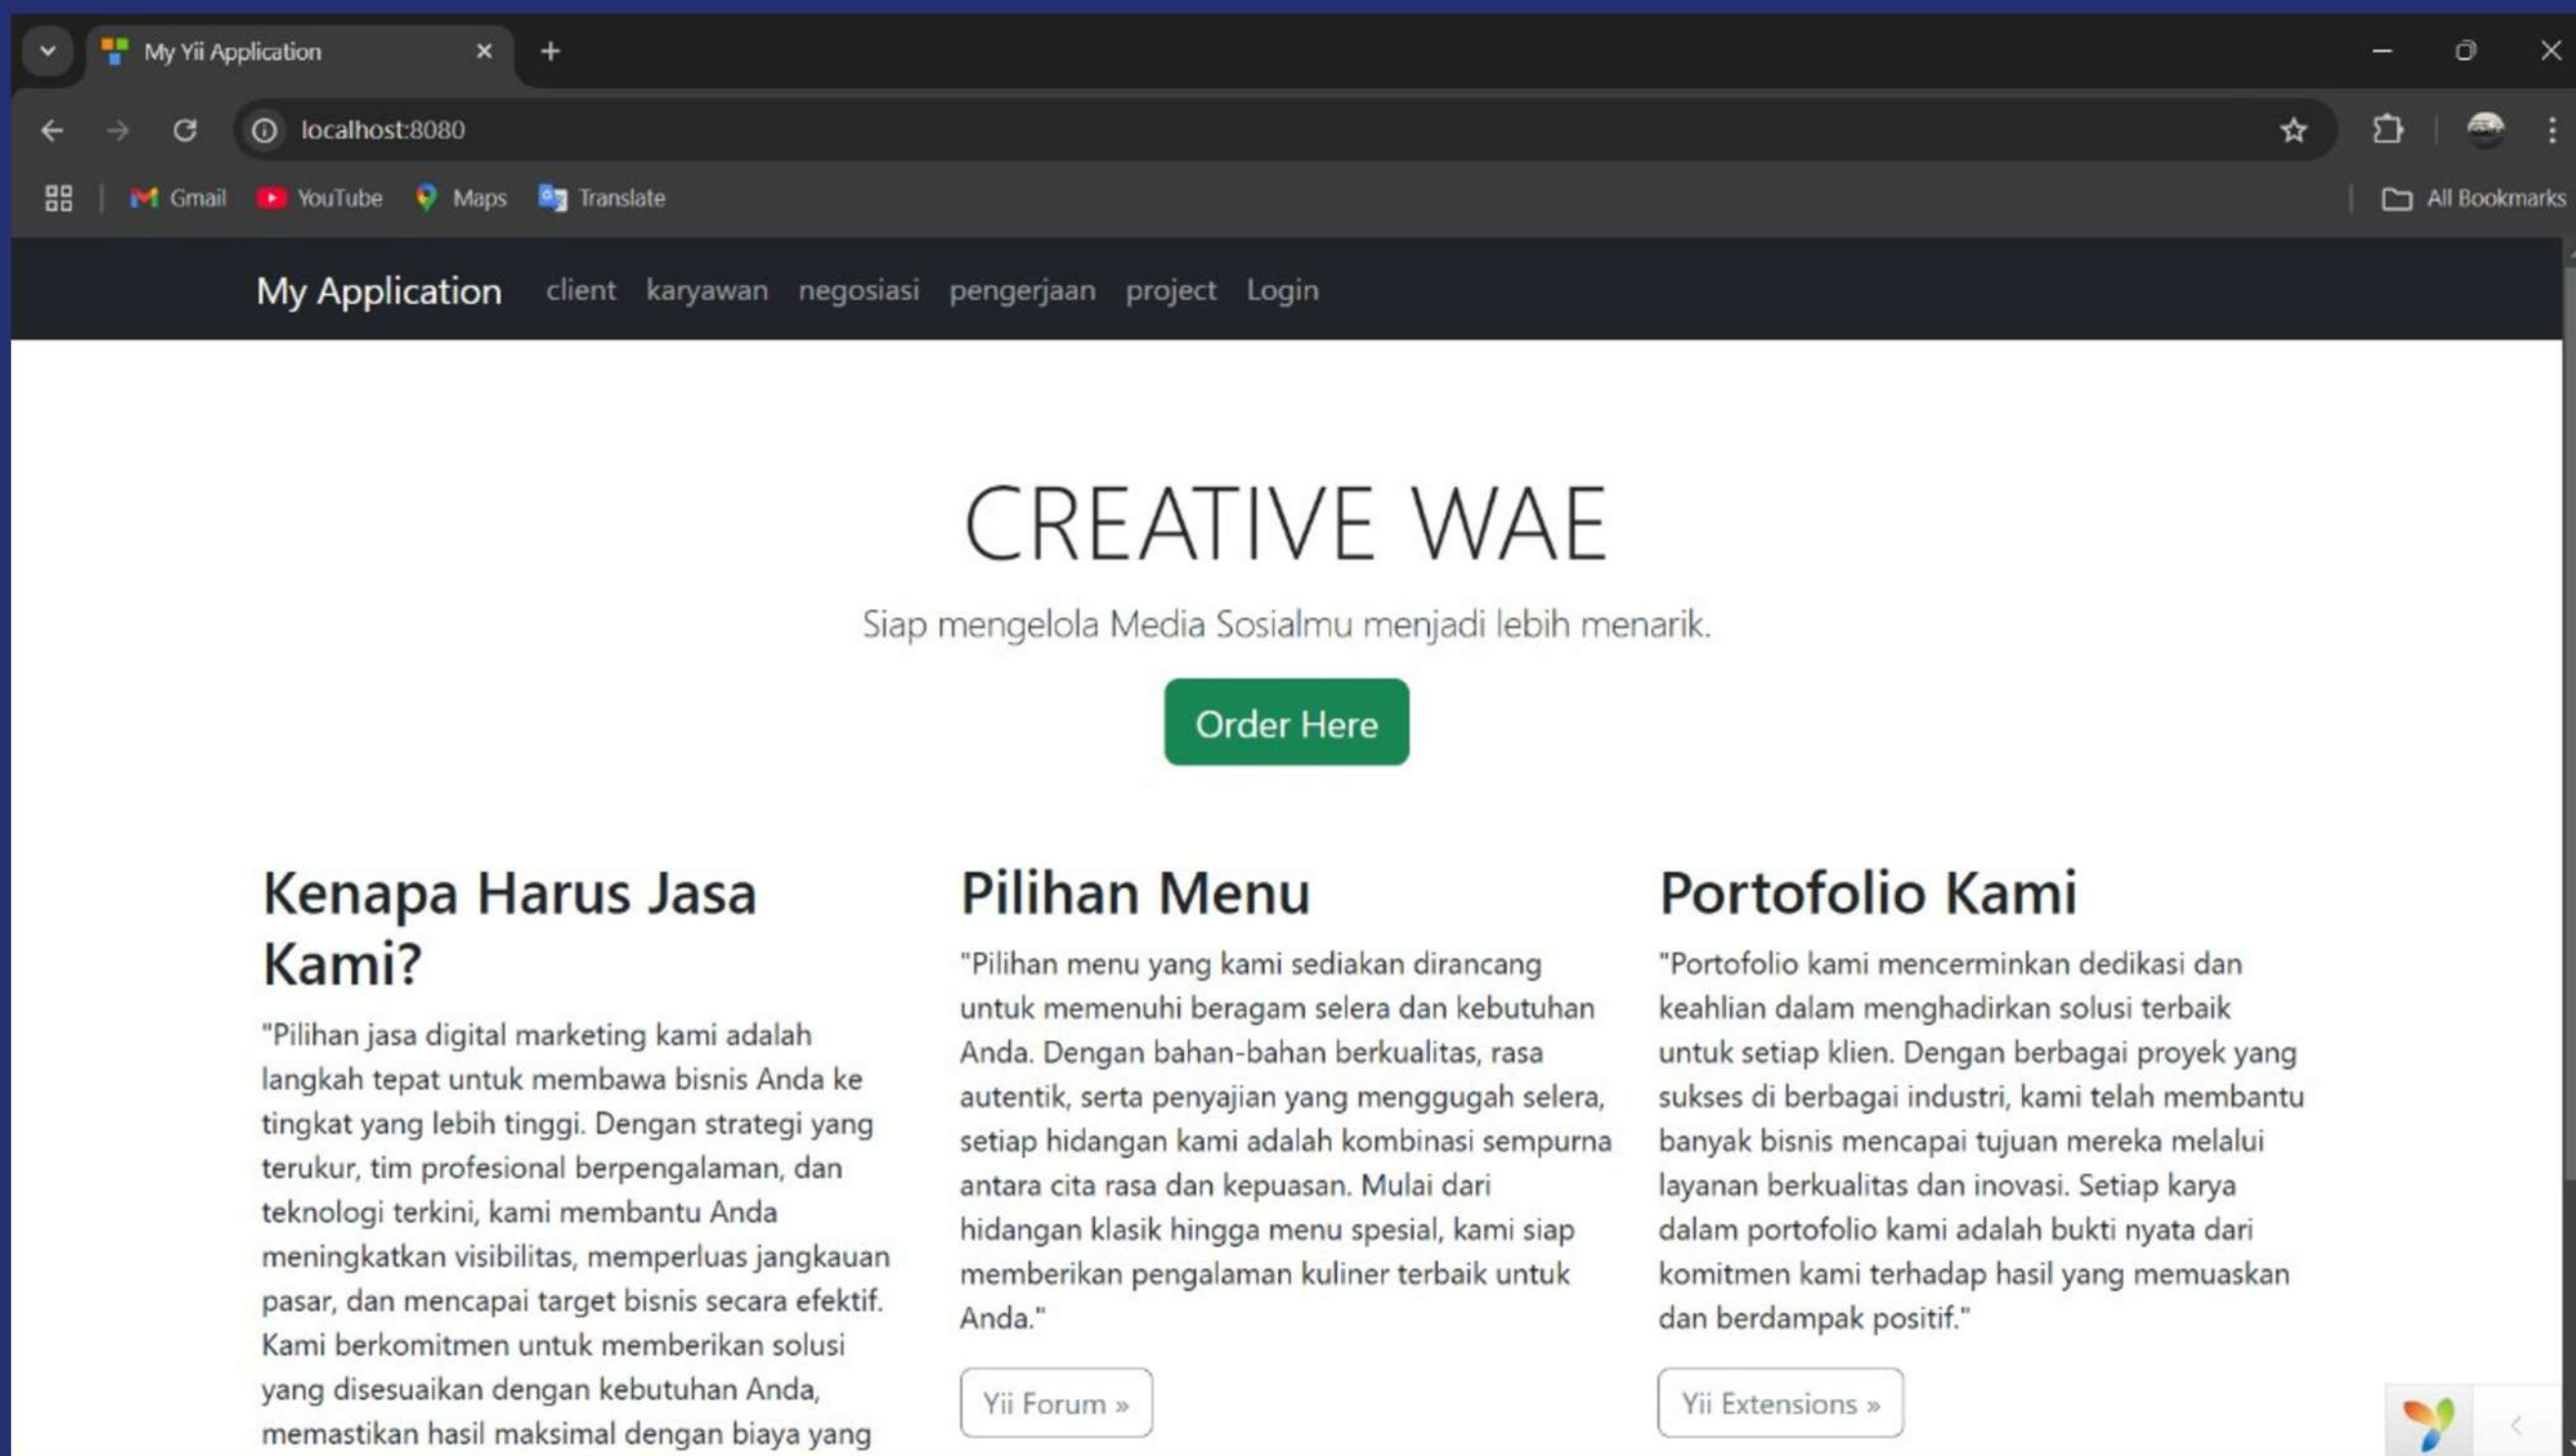 My Yii Application
localhost:8080
Gmail YouTube Maps Translate All Bookmarks
My Application client karyawan negosiasi pengerjaan project Login
CREATIVE WAE
Siap mengelola Media Sosialmu menjadi lebih menarik.
Order Here
Kenapa Harus Jasa
Kami?
"Pilihan jasa digital marketing kami adalah
langkah tepat untuk membawa bisnis Anda ke
tingkat yang lebih tinggi. Dengan strategi yang
terukur, tim profesional berpengalaman, dan
teknologi terkini, kami membantu Anda
meningkatkan visibilitas, memperluas jangkauan
pasar, dan mencapai target bisnis secara efektif.
Kami berkomitmen untuk memberikan solusi
yang disesuaikan dengan kebutuhan Anda,
memastikan hasil maksimal dengan biaya yang
Pilihan Menu
"Pilihan menu yang kami sediakan dirancang
untuk memenuhi beragam selera dan kebutuhan
Anda. Dengan bahan-bahan berkualitas, rasa
autentik, serta penyajian yang menggugah selera,
setiap hidangan kami adalah kombinasi sempurna
antara cita rasa dan kepuasan. Mulai dari
hidangan klasik hingga menu spesial, kami siap
memberikan pengalaman kuliner terbaik untuk
Anda."
Yii Forum »
Portofolio Kami
"Portofolio kami mencerminkan dedikasi dan
keahlian dalam menghadirkan solusi terbaik
untuk setiap klien. Dengan berbagai proyek yang
sukses di berbagai industri, kami telah membantu
banyak bisnis mencapai tujuan mereka melalui
layanan berkualitas dan inovasi. Setiap karya
dalam portofolio kami adalah bukti nyata dari
komitmen kami terhadap hasil yang memuaskan
dan berdampak positif."
Yii Extensions »